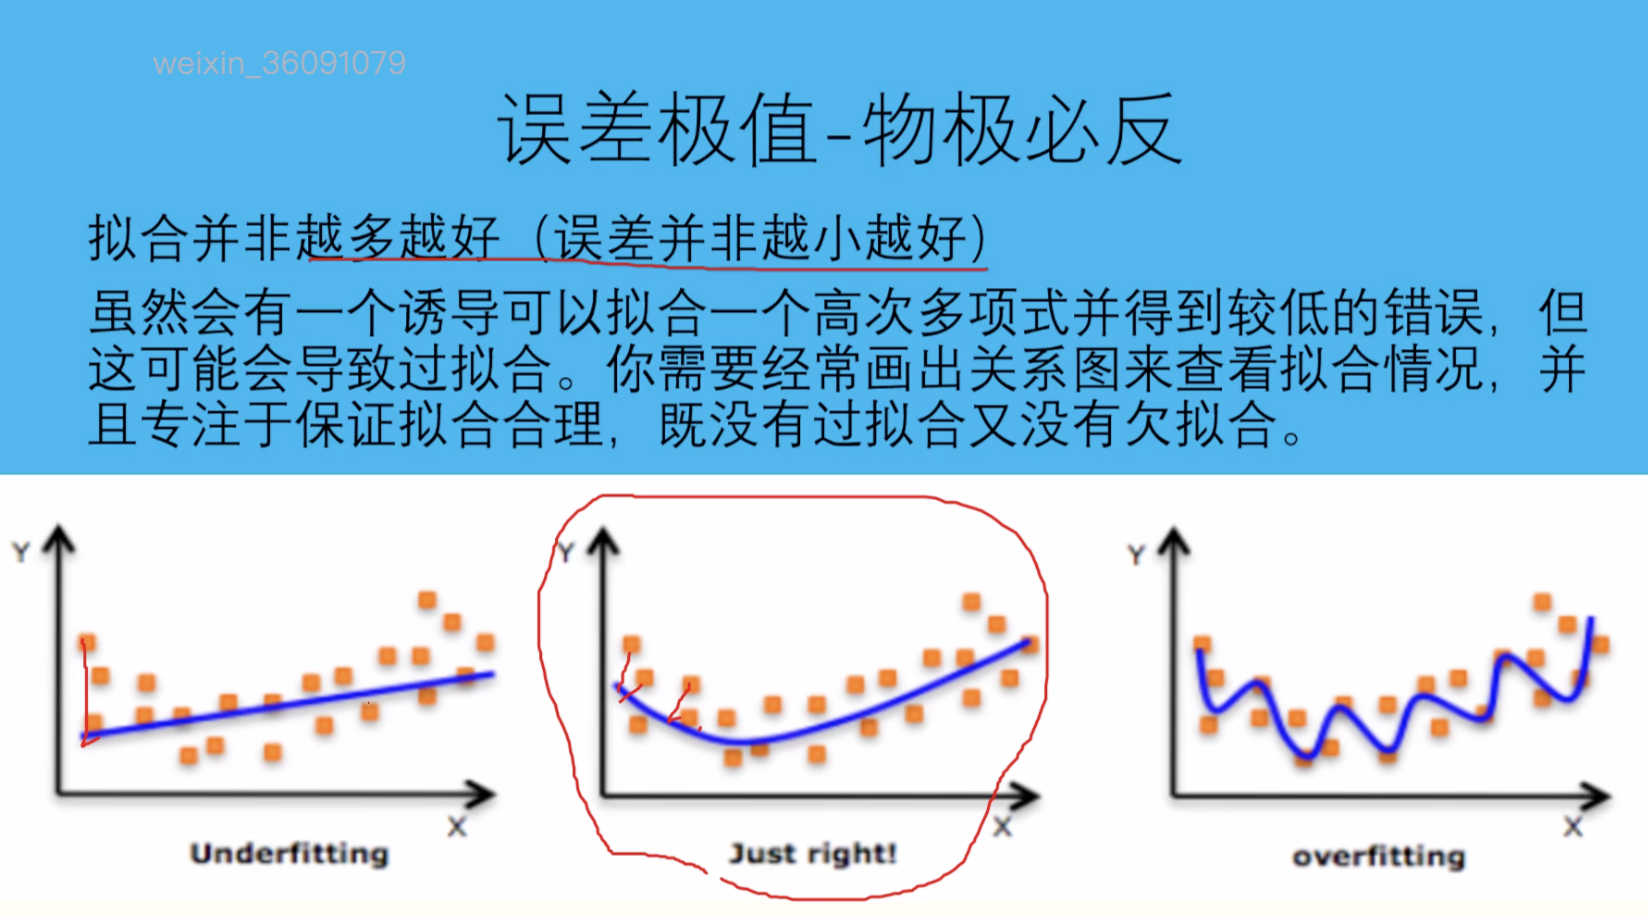 weixin_36091079
误差极值-物极必反
拟合并非越多越好（误差并非越小越好）
虽然会有一个诱导可以拟合一个高次多项式并得到较低的错误，但
这可能会导致过拟合。你需要经常画出关系图来查看拟合情况，并
且专注于保证拟合合理，既没有过拟合又没有欠拟合。
Y
X
Underfitting
Y
X
Just right!
Y
X
overfitting